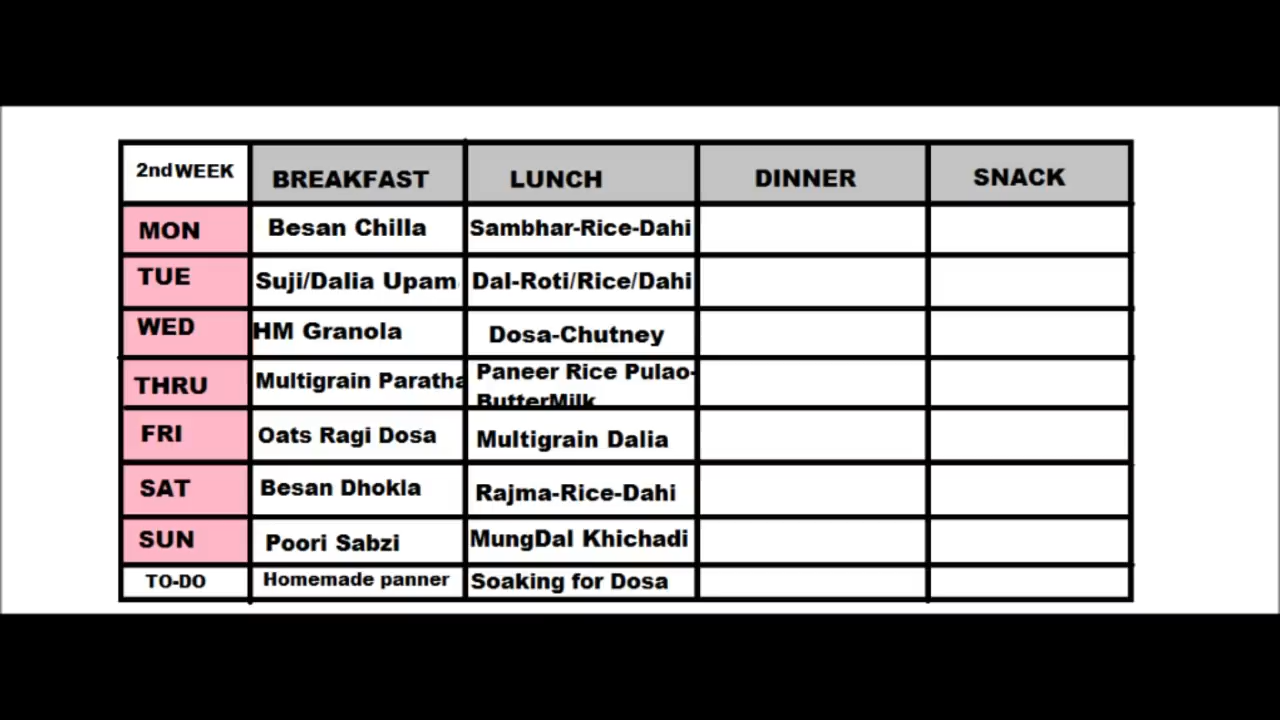 2nd WEEK BREAKFAST LUNCH DINNER SNACK
MON Besan Chilla Sambhar-Rice-Dahi
TUE Suji/Dalia Upam Dal-Roti/Rice/Dahi
WED HM Granola Dosa-Chutney
THRU Multigrain Paratha Paneer Rice Pulao-
ButterMilk
FRI Oats Ragi Dosa Multigrain Dalia
SAT Besan Dhokla Rajma-Rice-Dahi
SUN Poori Sabzi MungDal Khichadi
TO-DO Homemade panner Soaking for Dosa